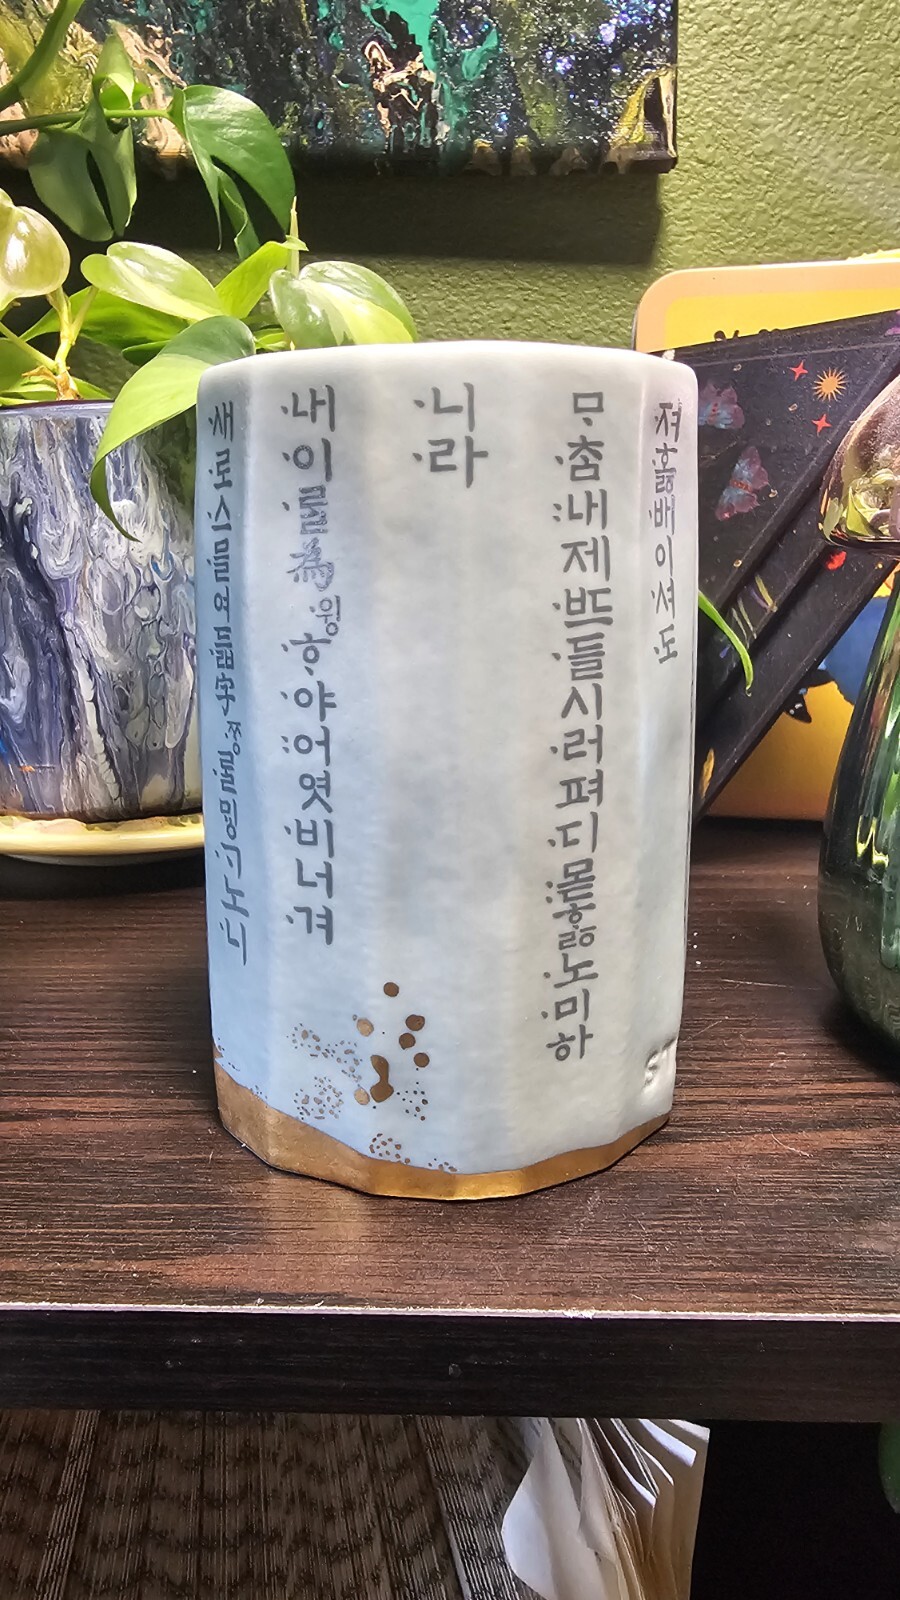 져호ᇙ배이셔도
ᄆᆞᄎᆞᆷ내제ᄠᅳ들시러펴디몯ᄒᆞᇙ노미하
니라
내이ᄅᆞᆯ為윙ᄒᆞ야어엿비너겨
새로스믈여듧字ᄍᆞᆼᄅᆞᆯᄆᆡᇰᄀᆞ노니